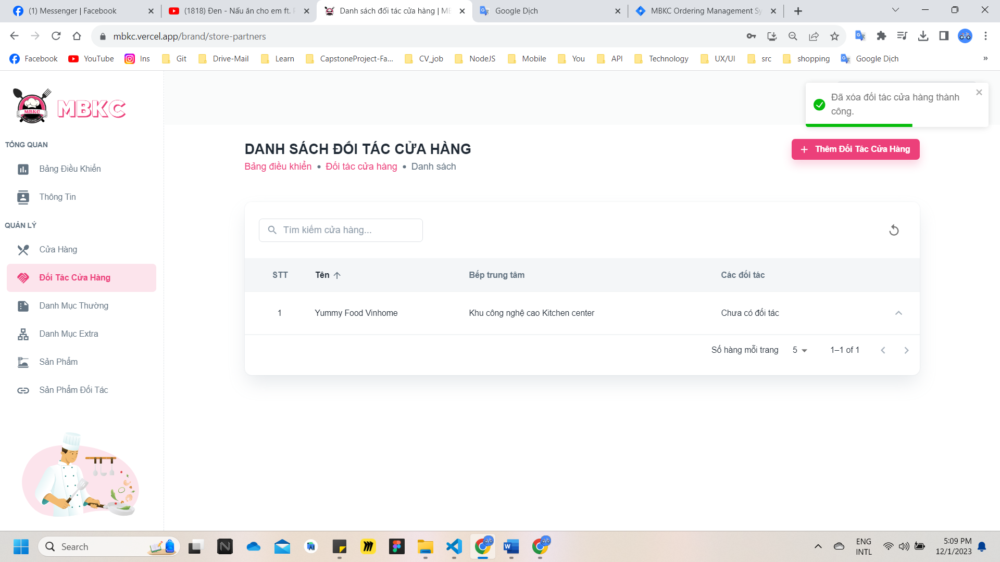 (1) Messenger | Facebook
(1818) Đen - Nấu ăn cho em ft.
Danh sách đối tác cửa hàng |
Google Dịch
MBKC Ordering Management
mbkc.vercel.app/brand/store-partners
Facebook
YouTube
Ins
Git
Drive-Mail
Learn
CapstoneProject-Fa...
CV_job
NodeJS
Mobile
You
API
Technology
UX/UI
src
shopping
Google Dịch
»
MBKC
MBKC
Đã xóa đối tác cửa hàng thành
công.
TỔNG QUAN
Bảng Điều Khiển
Thông Tin
QUẢN LÝ
Cửa Hàng
Đối Tác Cửa Hàng
Danh Mục Thường
Danh Mục Extra
Sản Phẩm
Sản Phẩm Đối Tác
DANH SÁCH ĐỐI TÁC CỬA HÀNG
Bảng điều khiển • Đối tác cửa hàng • Danh sách
+ Thêm Đối Tác Cửa Hàng
Tìm kiếm cửa hàng...
STT Tên Bếp trung tâm Các đối tác
1 Yummy Food Vinhome Khu công nghệ cao Kitchen center Chưa có đối tác
Số hàng mỗi trang 5 1–1 of 1
Search
ENG
INTL
5:09 PM
12/1/2023